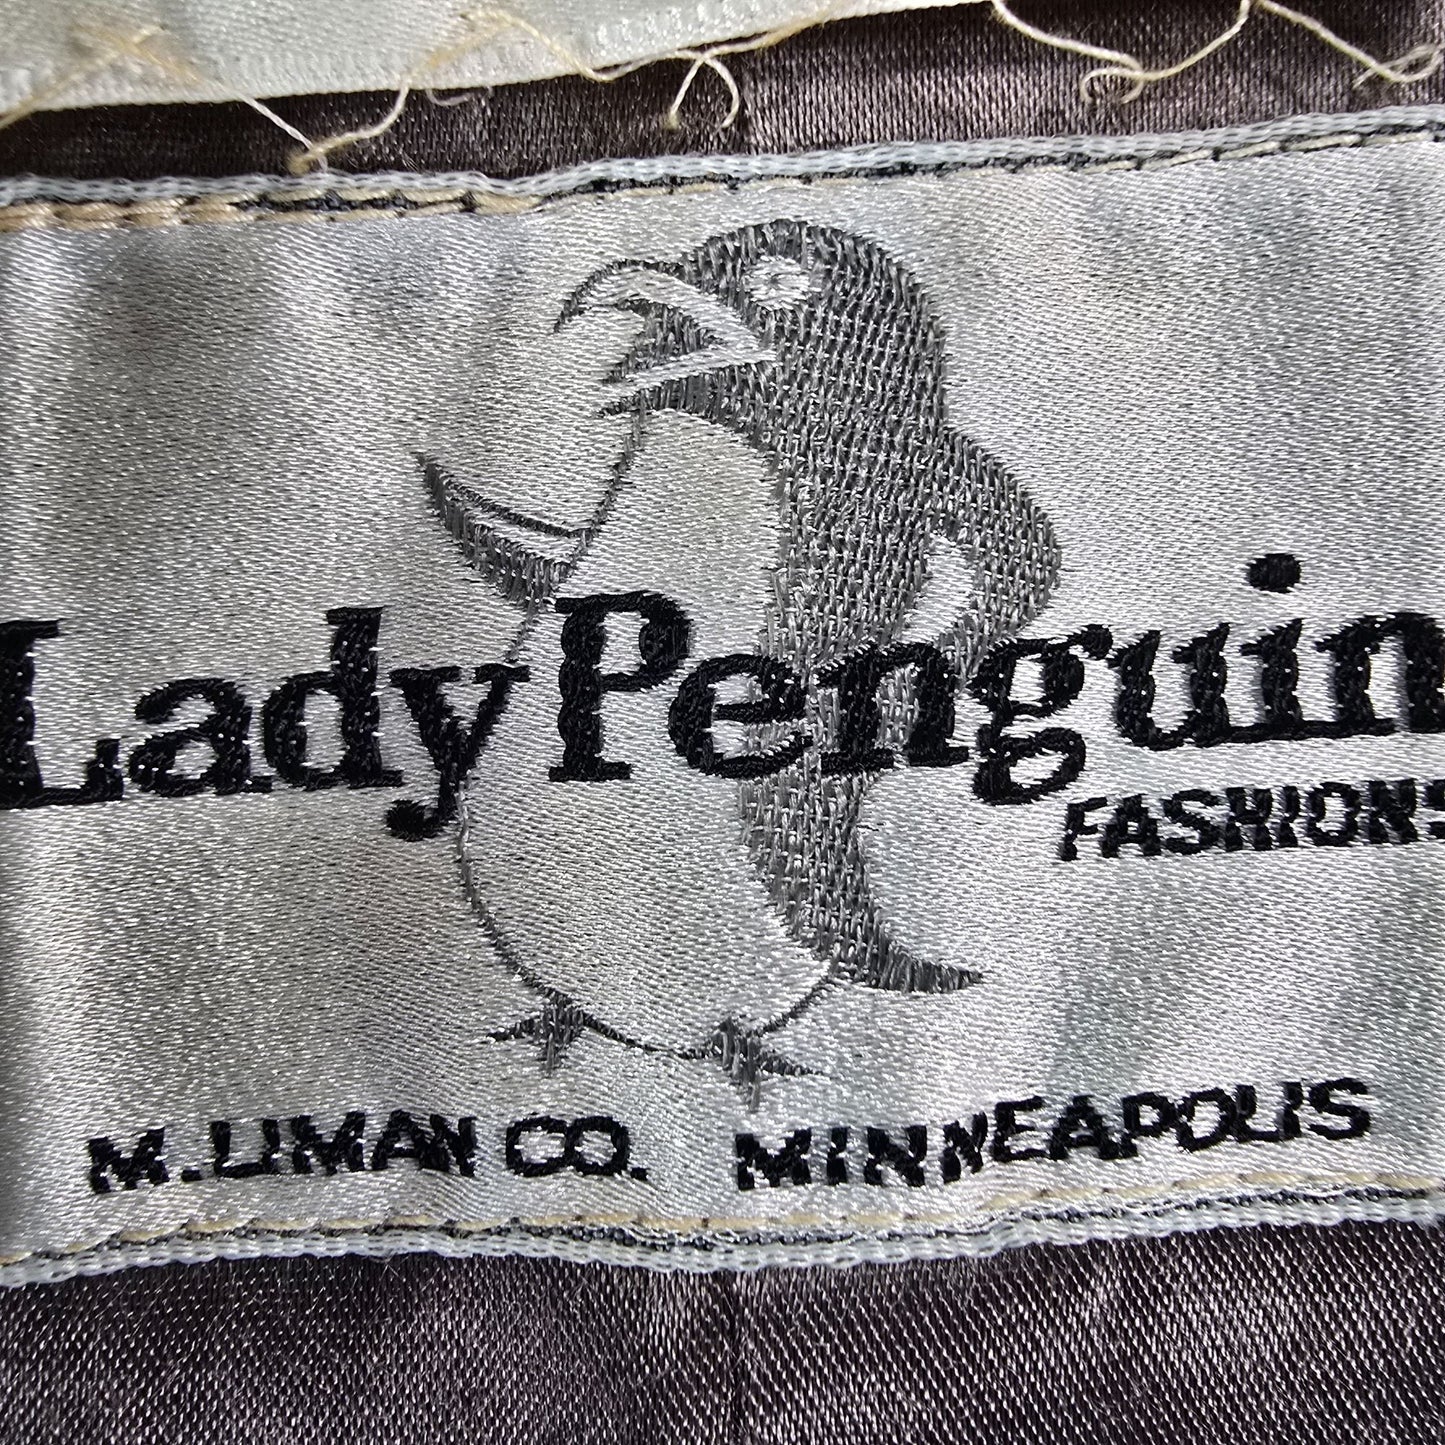 Lady Penguin
FASHIONS
M. LIMAN CO. MINNEAPOLIS